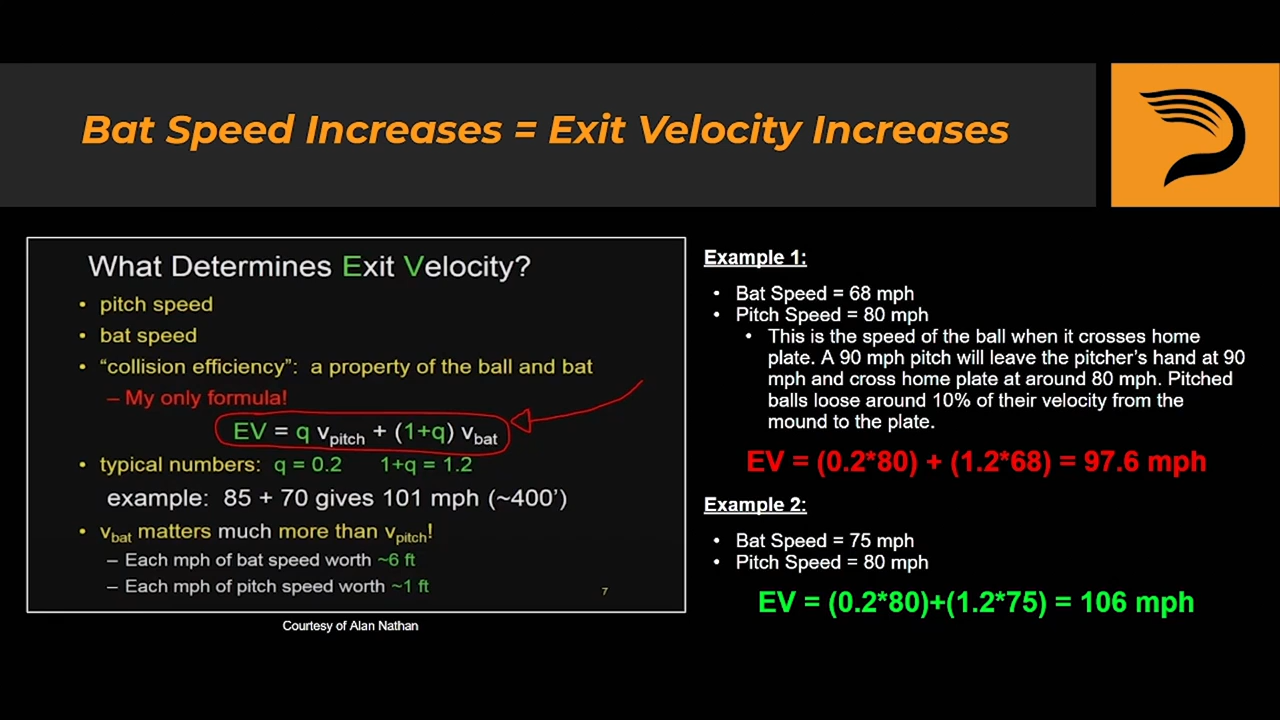 Bat Speed Increases = Exit Velocity Increases
What Determines Exit Velocity?
• pitch speed
• bat speed
• “collision efficiency”: a property of the ball and bat
– My only formula!
EV = q vpitch + (1+q) vbat
• typical numbers: q = 0.2 1+q = 1.2
example: 85 + 70 gives 101 mph (~400’)
• vbat matters much more than vpitch!
– Each mph of bat speed worth ~6 ft
– Each mph of pitch speed worth ~1 ft
7
Courtesy of Alan Nathan
Example 1:
• Bat Speed = 68 mph
• Pitch Speed = 80 mph
• This is the speed of the ball when it crosses home
plate. A 90 mph pitch will leave the pitcher’s hand at 90
mph and cross home plate at around 80 mph. Pitched
balls loose around 10% of their velocity from the
mound to the plate.
EV = (0.2*80) + (1.2*68) = 97.6 mph
Example 2:
• Bat Speed = 75 mph
• Pitch Speed = 80 mph
EV = (0.2*80)+(1.2*75) = 106 mph